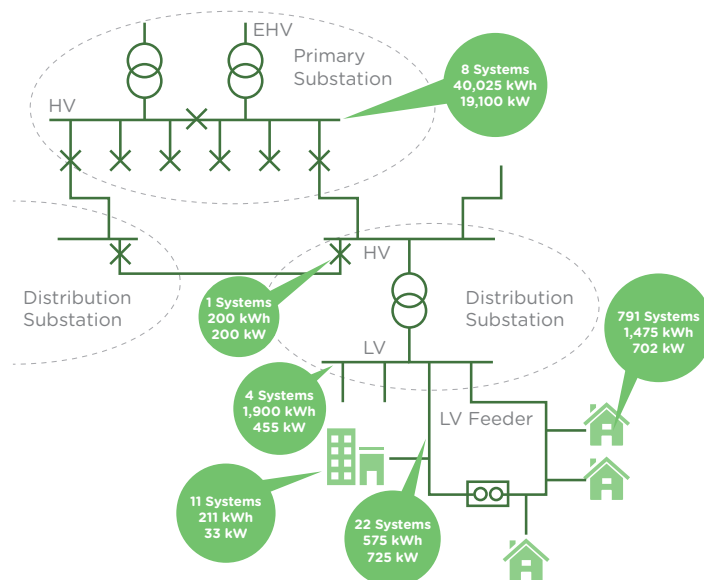 EHV
Primary
Substation
8 Systems
40,025 kWh
19,100 kW
HV
HV
Distribution
Substation
1 Systems
200 kWh
200 kW
Distribution
Substation
791 Systems
1,475 kWh
702 kW
LV
4 Systems
1,900 kWh
455 kW
LV Feeder
11 Systems
211 kWh
33 kW
22 Systems
575 kWh
725 kW